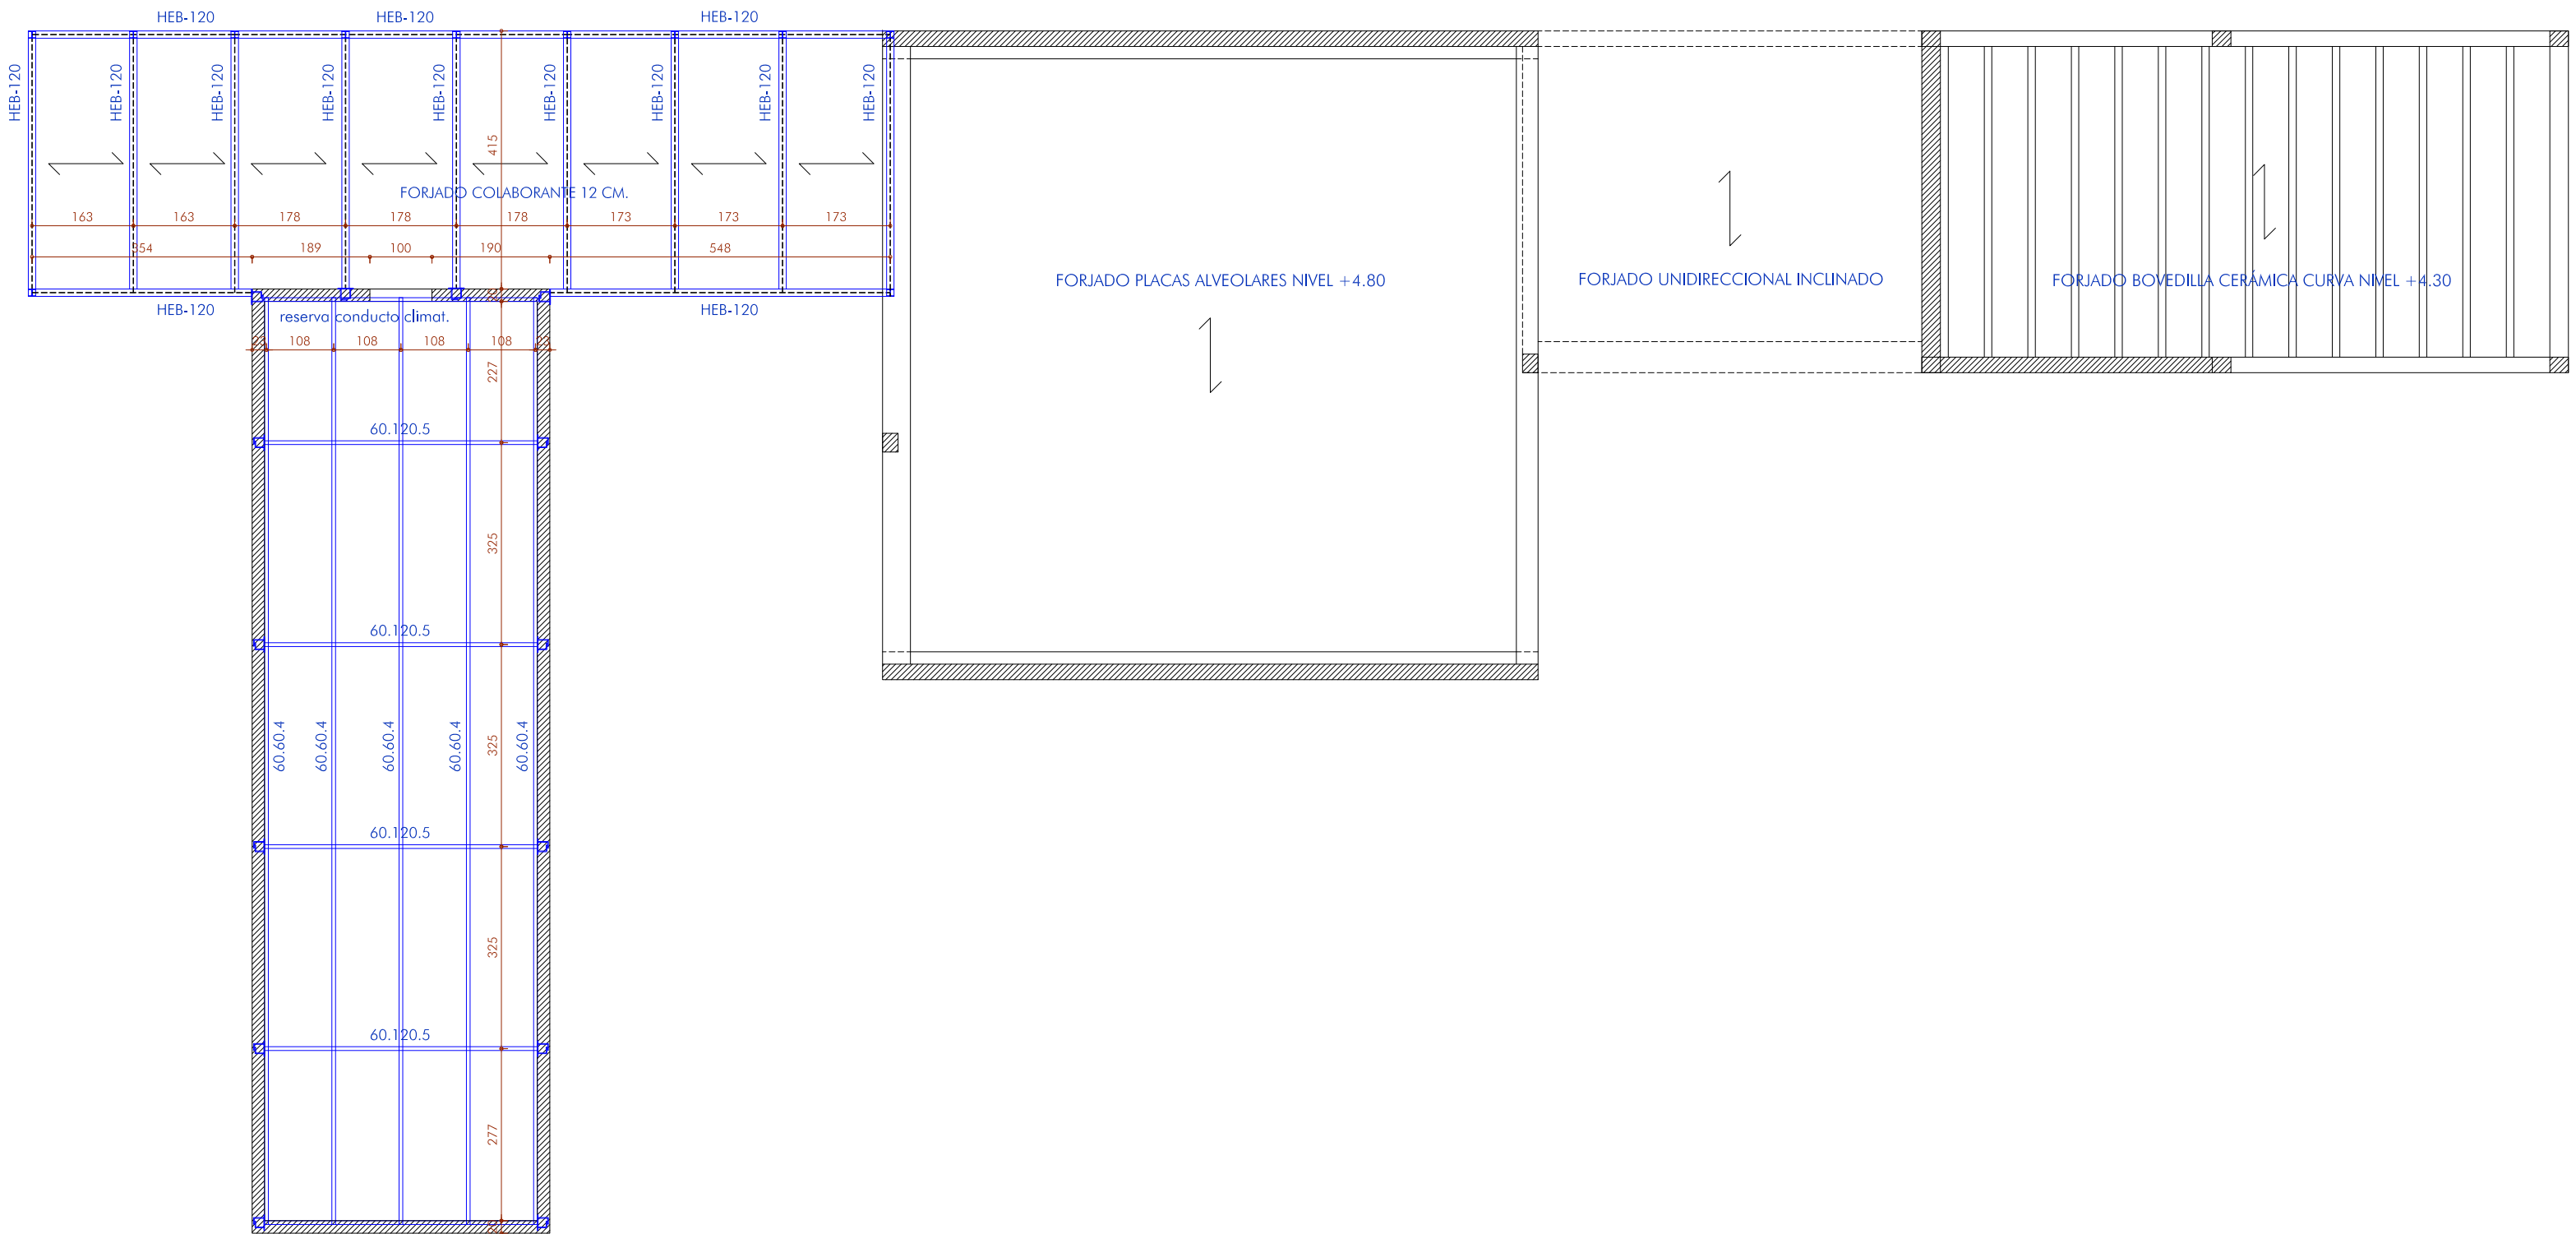 HEB-120 HEB-120 HEB-120
HEB-120 HEB-120 HEB-120 HEB-120 HEB-120 HEB-120 HEB-120 HEB-120 HEB-120
415
FORJADO COLABORANTE 12 CM.
163 163 178 178 178 173 173 173
354 189 100 190 548
FORJADO PLACAS ALVEOLARES NIVEL +4.80
FORJADO UNIDIRECCIONAL INCLINADO
FORJADO BOVEDILLA CERÁMICA CURVA NIVEL +4.30
HEB-120 HEB-120
reserva conducto climat.
23 108 108 108 108 23
227
60.120.5
325
60.120.5
60.60.4 60.60.4 60.60.4 60.60.4 60.60.4
325
60.120.5
325
60.120.5
277